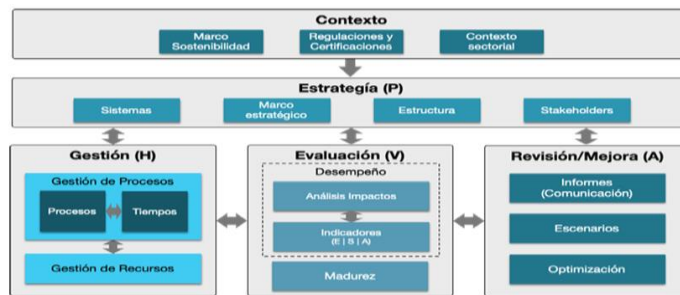 Contexto
Marco
Sostenibilidad
Regulaciones y
Certificaciones
Contexto
sectorial
Estrategía (P)
Sistemas
Marco
estratégico
Estructura
Stakeholders
Gestión (H)
Gestión de Procesos
Procesos
Tiempos
Gestión de Recursos
Evaluación (V)
Desempeño
Análisis Impactos
Indicadores
(E | S | A)
Madurez
Revisión/Mejora (A)
Informes
(Comunicación)
Escenarios
Optimización